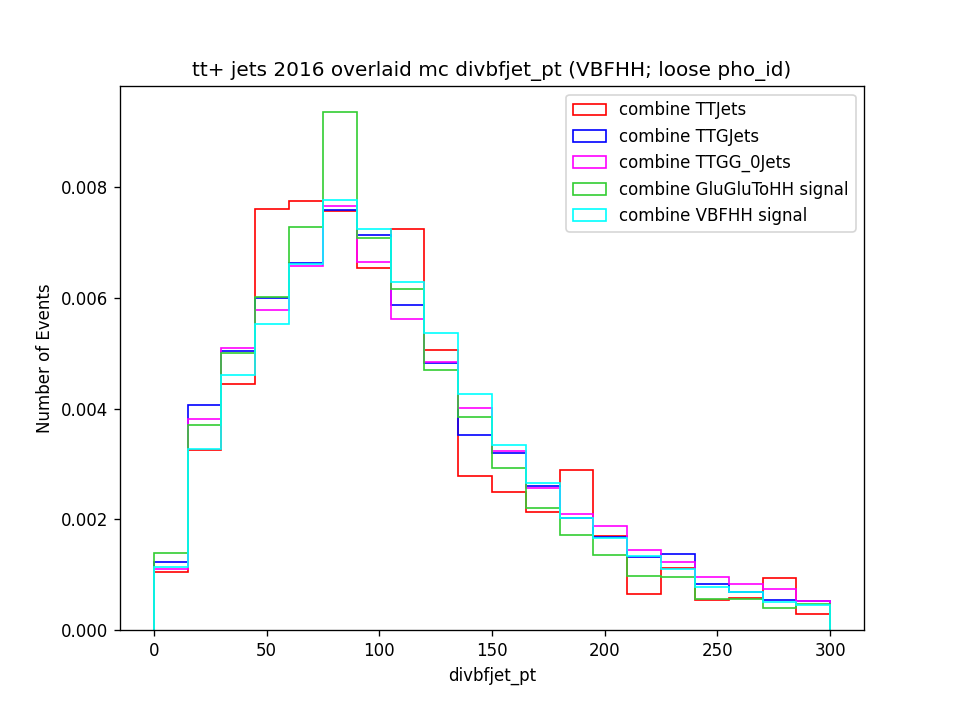 tt+ jets 2016 overlaid mc divbfjet_pt (VBFHH; loose pho_id)
combine TTJets
combine TTGJets
combine TTGG_0Jets
combine GluGluToHH signal
combine VBFHH signal
Number of Events
0.008
0.006
0.004
0.002
0.000
0 50 100 150 200 250 300
divbfjet_pt